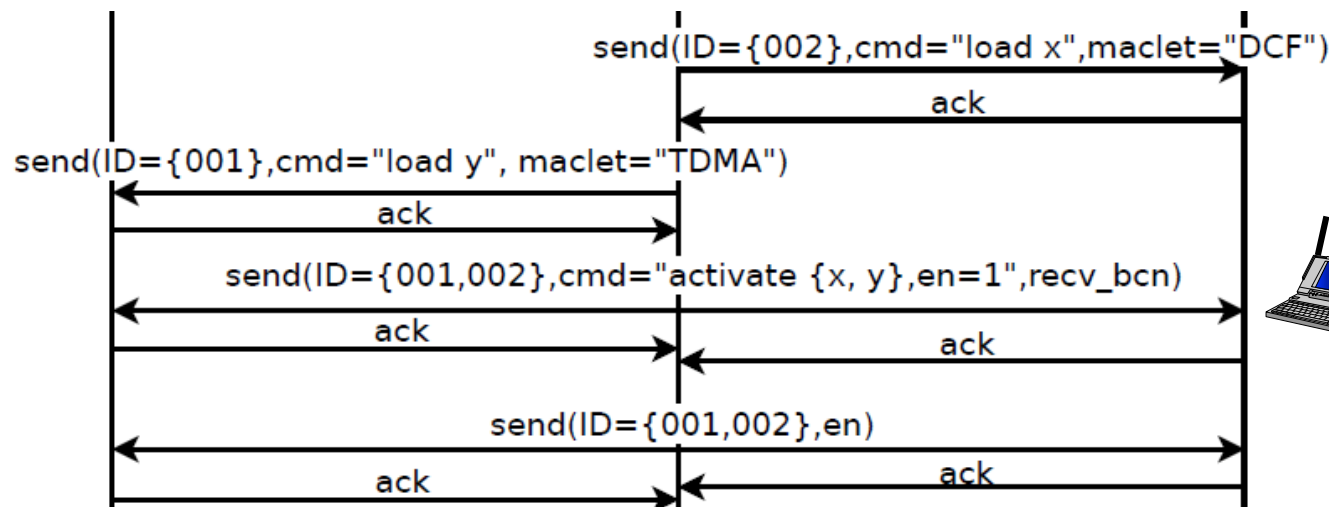 send(ID={002},cmd="load x",maclet="DCF")
ack
send(ID={001},cmd="load y", maclet="TDMA")
ack
send(ID={001,002},cmd="activate {x, y},en=1",recv_bcn)
ack
ack
send(ID={001,002},en)
ack
ack